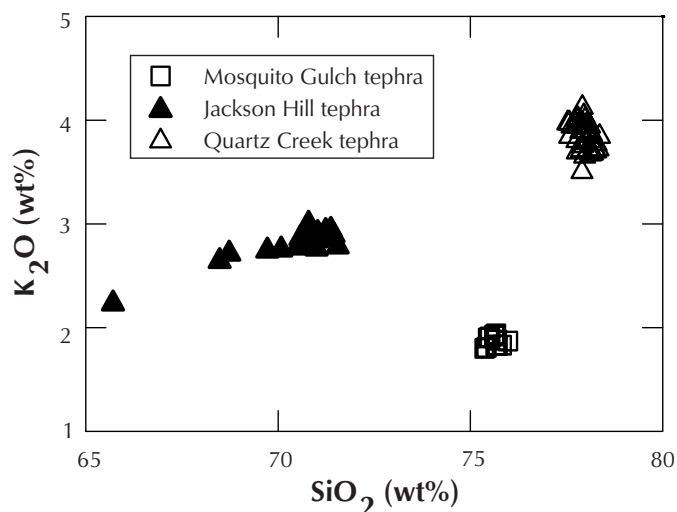 5
4
3
2
1
K2O (wt%)
Mosquito Gulch tephra
Jackson Hill tephra
Quartz Creek tephra
65 70 75 80
SiO2 (wt%)